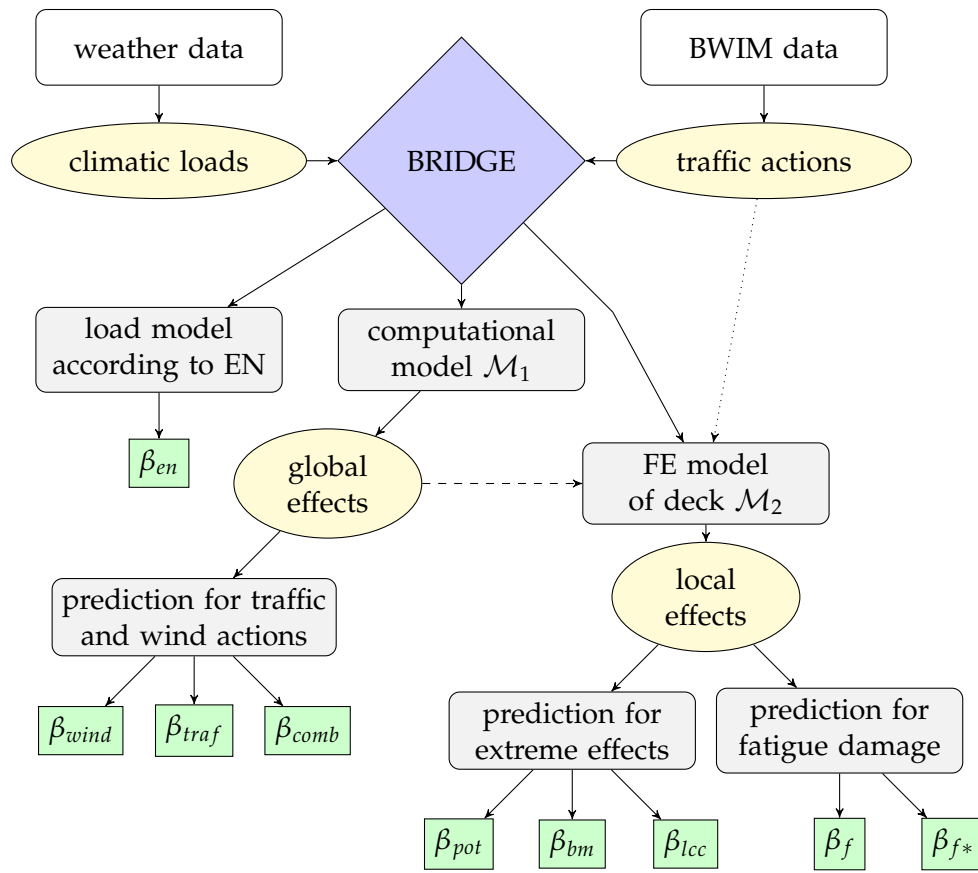 weather data
BWIM data
climatic loads
BRIDGE
traffic actions
load model
according to EN
computational
model ℳ₁
β_en
global
effects
FE model
of deck ℳ₂
prediction for traffic
and wind actions
local
effects
β_wind
β_traf
β_comb
prediction for
extreme effects
prediction for
fatigue damage
β_pot
β_bm
β_lcc
β_f
β_f*